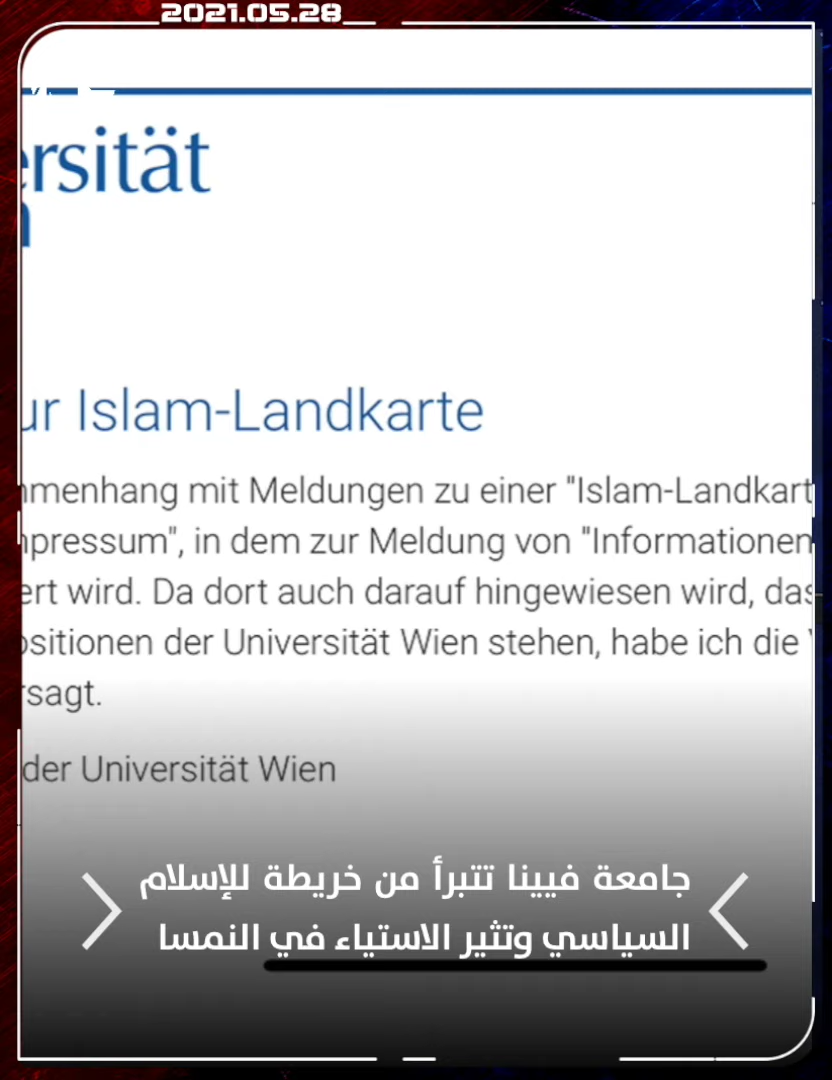 2021.05.28
ersität
ur Islam-Landkarte
mmenhang mit Meldungen zu einer "Islam-Landkart
npressum", in dem zur Meldung von "Informationen
ert wird. Da dort auch darauf hingewiesen wird, das
ositionen der Universität Wien stehen, habe ich die
rsagt.
der Universität Wien
جامعة فيينا تتبرأ من خريطة للإسلام
السياسي وتثير الاستياء في النمسا